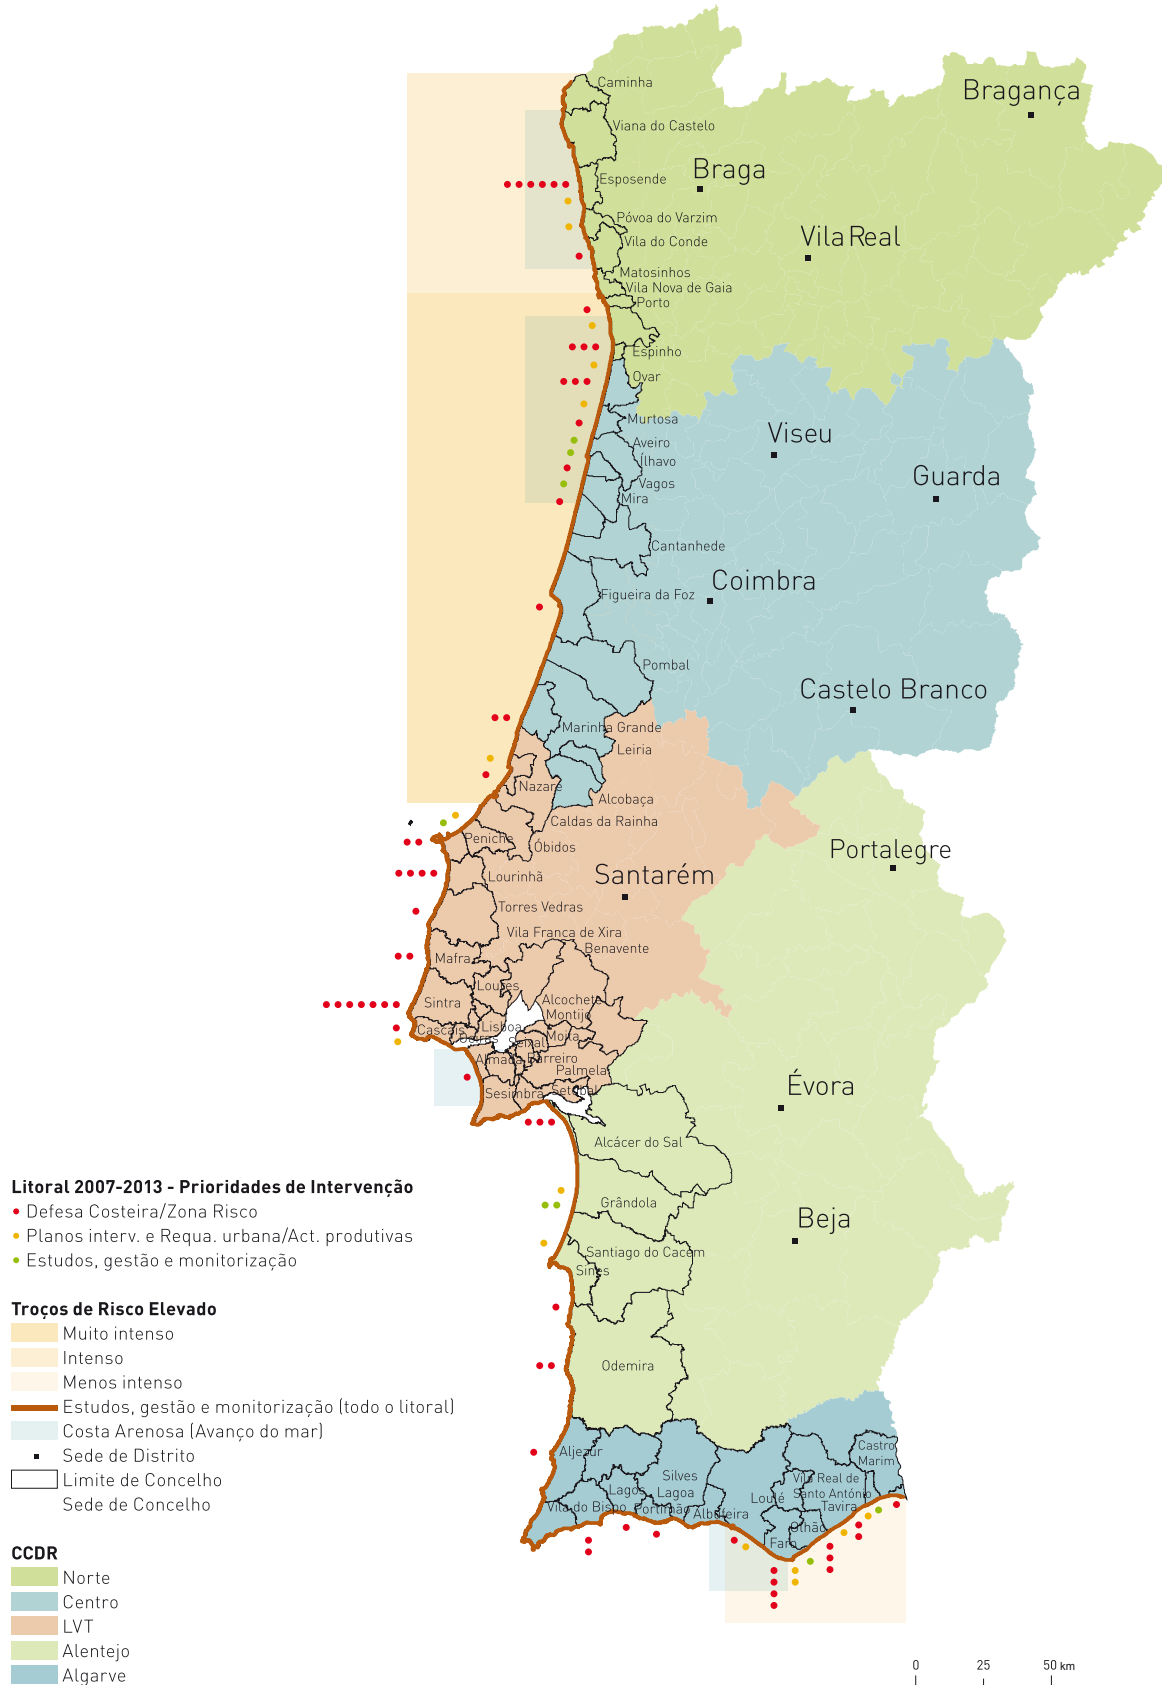 Caminha
Bragança
Viana do Castelo
Braga
Esposende
Póvoa do Varzim
Vila do Conde
Vila Real
Matosinhos
Vila Nova de Gaia
Porto
Espinho
Ovar
Murtosa
Viseu
Aveiro
Ílhavo
Guarda
Vagos
Mira
Cantanhede
Coimbra
Figueira da Foz
Pombal
Castelo Branco
Marinha Grande
Leiria
Nazaré
Alcobaça
Caldas da Rainha
Peniche
Óbidos
Portalegre
Lourinhã
Santarém
Torres Vedras
Vila Franca de Xira
Benavente
Mafra
Loures
Sintra
Alcochete
Montijo
Cascais
Lisboa
Oeiras
Seixal
Moita
Almada
Barreiro
Palmela
Sesimbra
Setúbal
Évora
Alcácer do Sal
Grândola
Beja
Santiago do Cacém
Sines
Odemira
Litoral 2007-2013 - Prioridades de Intervenção
Defesa Costeira/Zona Risco
Planos interv. e Requa. urbana/Act. produtivas
Estudos, gestão e monitorização
Troços de Risco Elevado
Muito intenso
Intenso
Menos intenso
Estudos, gestão e monitorização (todo o litoral)
Costa Arenosa (Avanço do mar)
Sede de Distrito
Limite de Concelho
Sede de Concelho
Aljezur
Castro
Marim
Silves
Vila Real de
Santo António
Lagos
Lagoa
Loulé
Tavira
Vila do Bispo
Portimão
Albufeira
Olhão
Faro
CCDR
Norte
Centro
LVT
Alentejo
Algarve
0 25 50 km